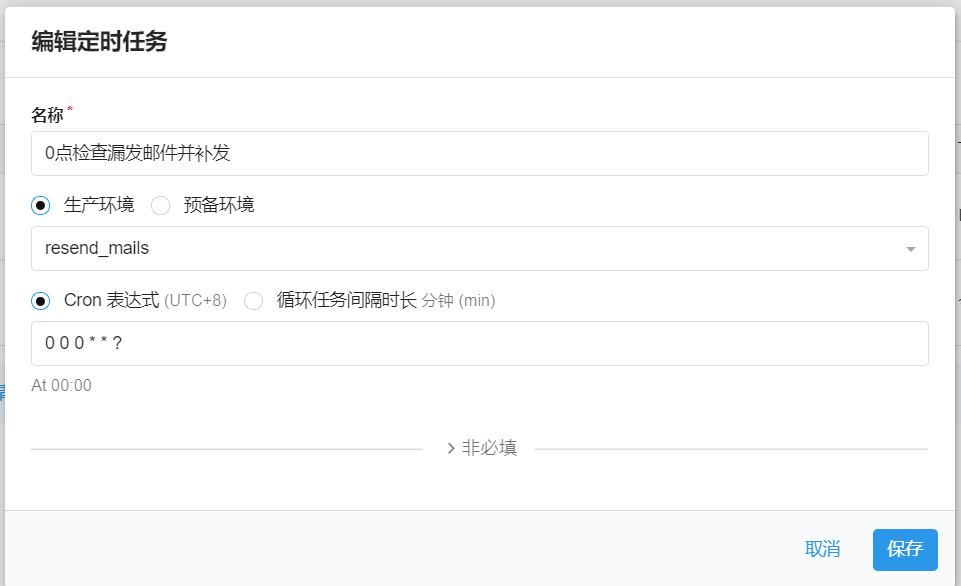 编辑定时任务
名称 *
0点检查漏发邮件并补发
生产环境 预备环境
resend_mails
Cron 表达式 (UTC+8) 循环任务间隔时长 分钟 (min)
0 0 0 * * ?
At 00:00
非必填
取消 保存